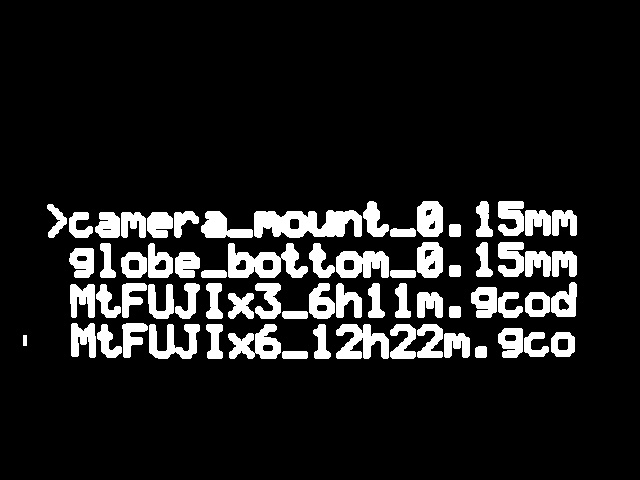 >camera_mount_0.15mm
globe_bottom_0.15mm
MtFUJIx3_6h11m.gcod
MtFUJIx6_12h22m.gco